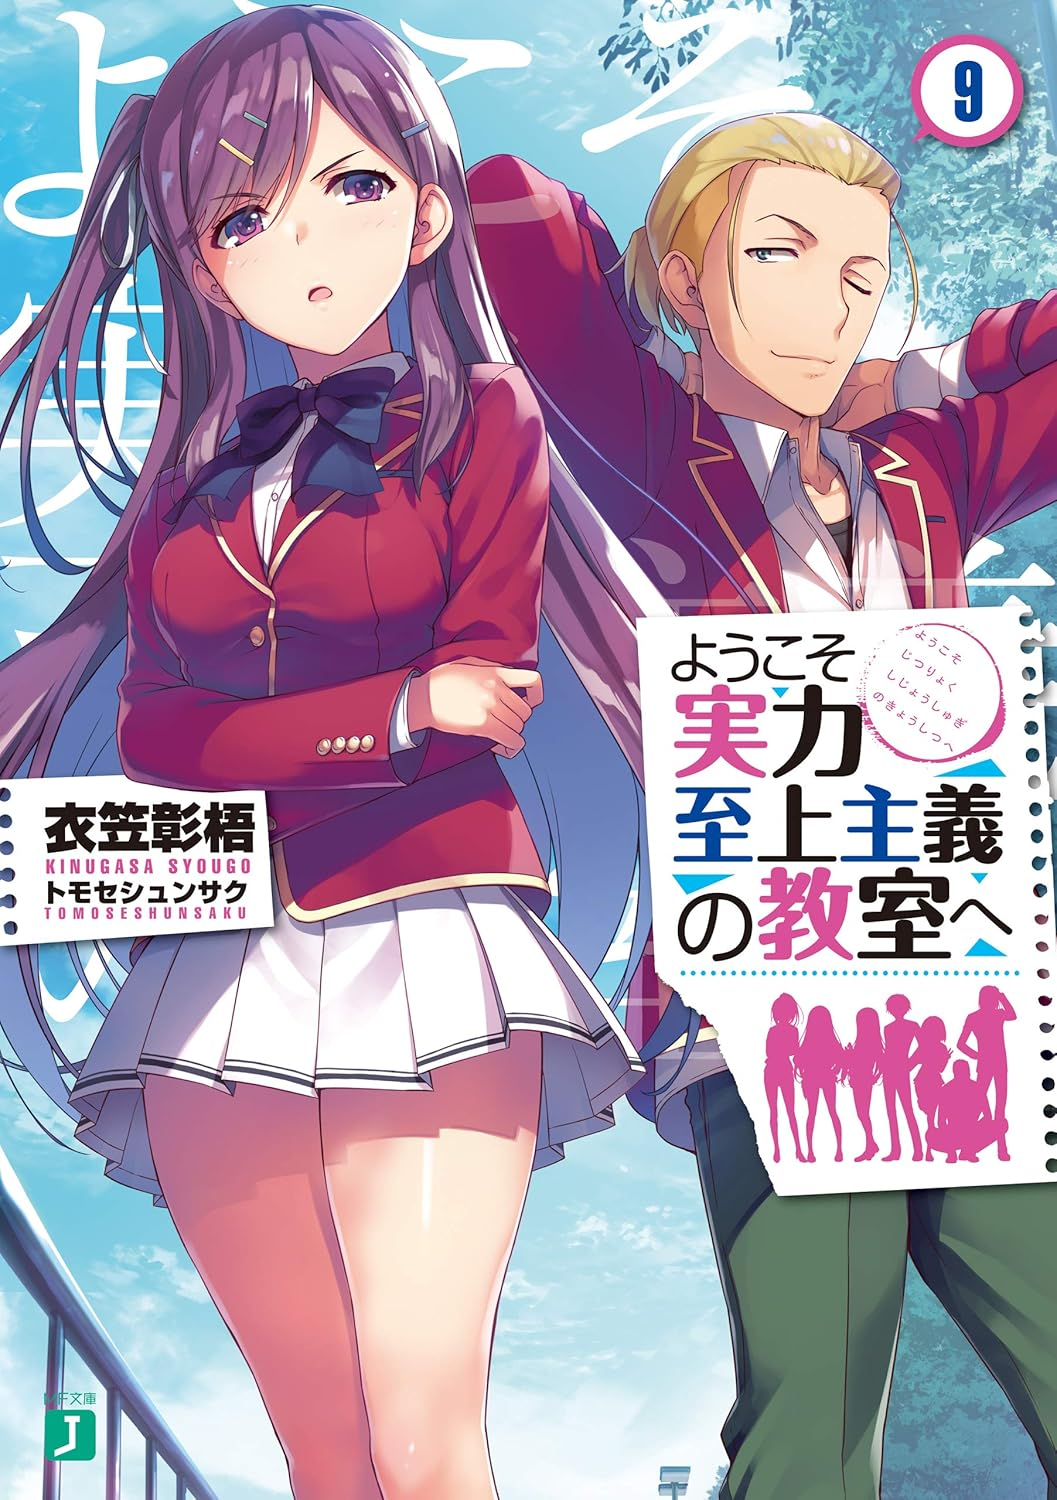 9
ようこそ
実力
至上主義
の教室へ
ようこそ
じつりょく
しじょうしゅぎ
のきょうしつへ
衣笠彰梧
KINUGASA SYOUGO
トモセシュンサク
TOMOSESHUNSAKU
MF文庫
J